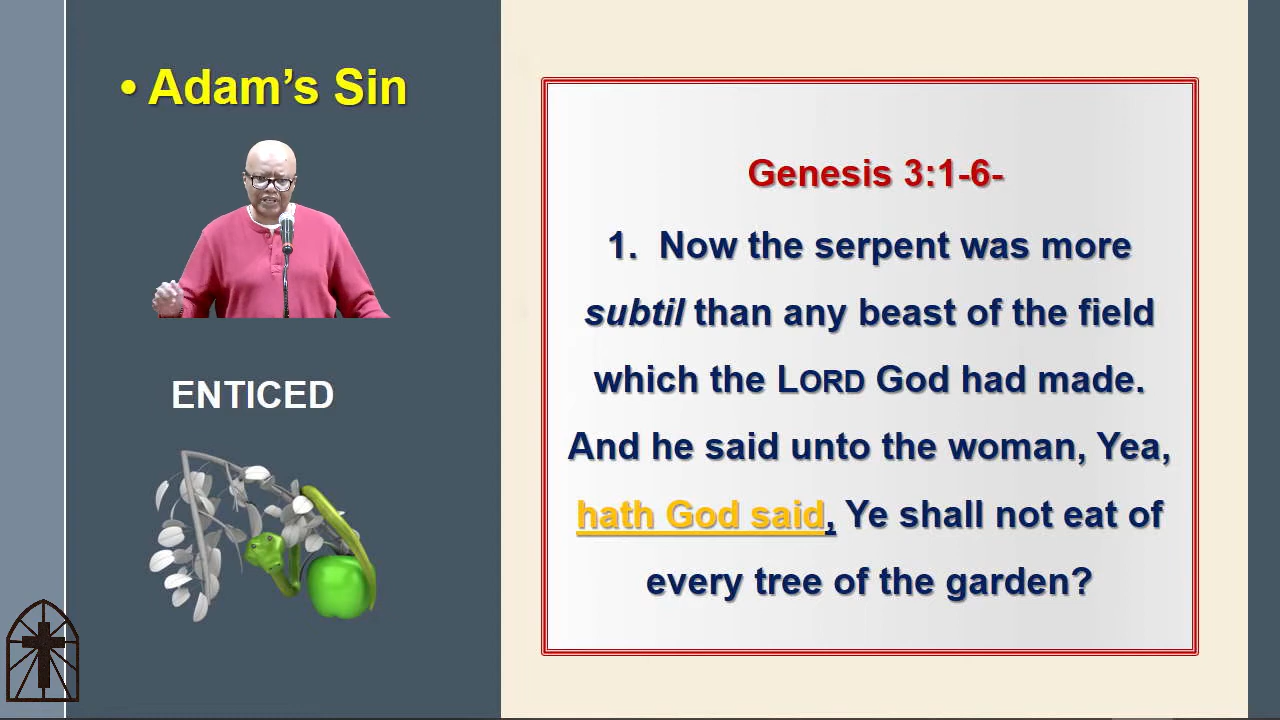 • Adam’s Sin
ENTICED
Genesis 3:1-6-
1. Now the serpent was more
subtil than any beast of the field
which the LORD God had made.
And he said unto the woman, Yea,
hath God said, Ye shall not eat of
every tree of the garden?